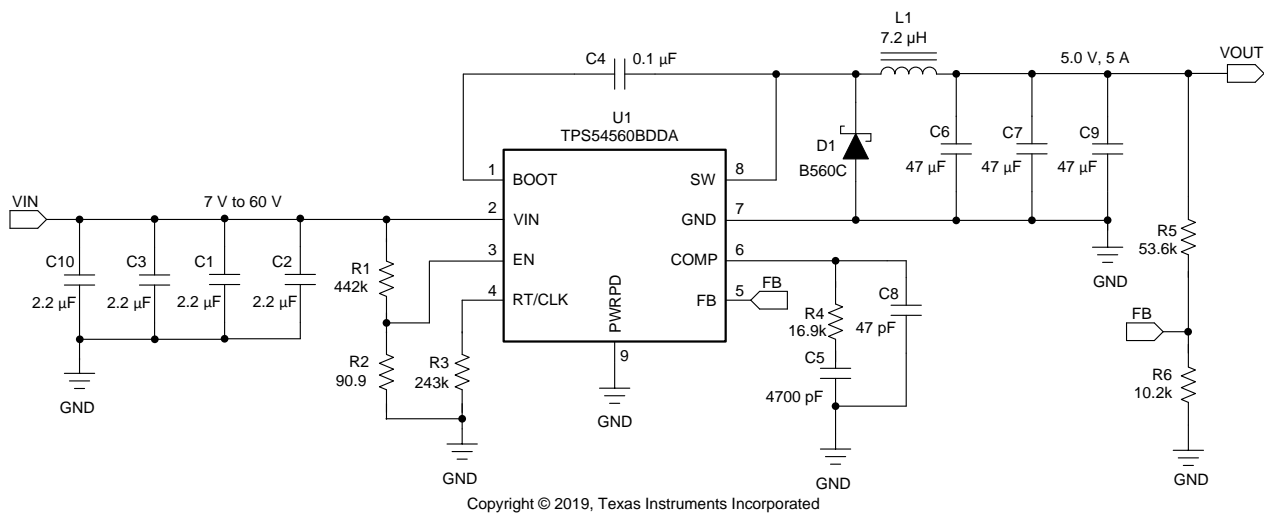 L1
7.2 µH
C4
0.1 µF
5.0 V, 5 A
VOUT
U1
TPS54560BDDA
D1
B560C
C6
47 µF
C7
47 µF
C9
47 µF
1
BOOT
SW
8
VIN
7 V to 60 V
2
VIN
GND
7
3
EN
COMP
6
4
RT/CLK
FB
5
FB
PWRPD
9
GND
C10
2.2 µF
C3
2.2 µF
C1
2.2 µF
C2
2.2 µF
GND
R1
442k
R2
90.9
R3
243k
GND
R4
16.9k
C8
47 pF
C5
4700 pF
GND
GND
R5
53.6k
FB
R6
10.2k
GND
Copyright © 2019, Texas Instruments Incorporated